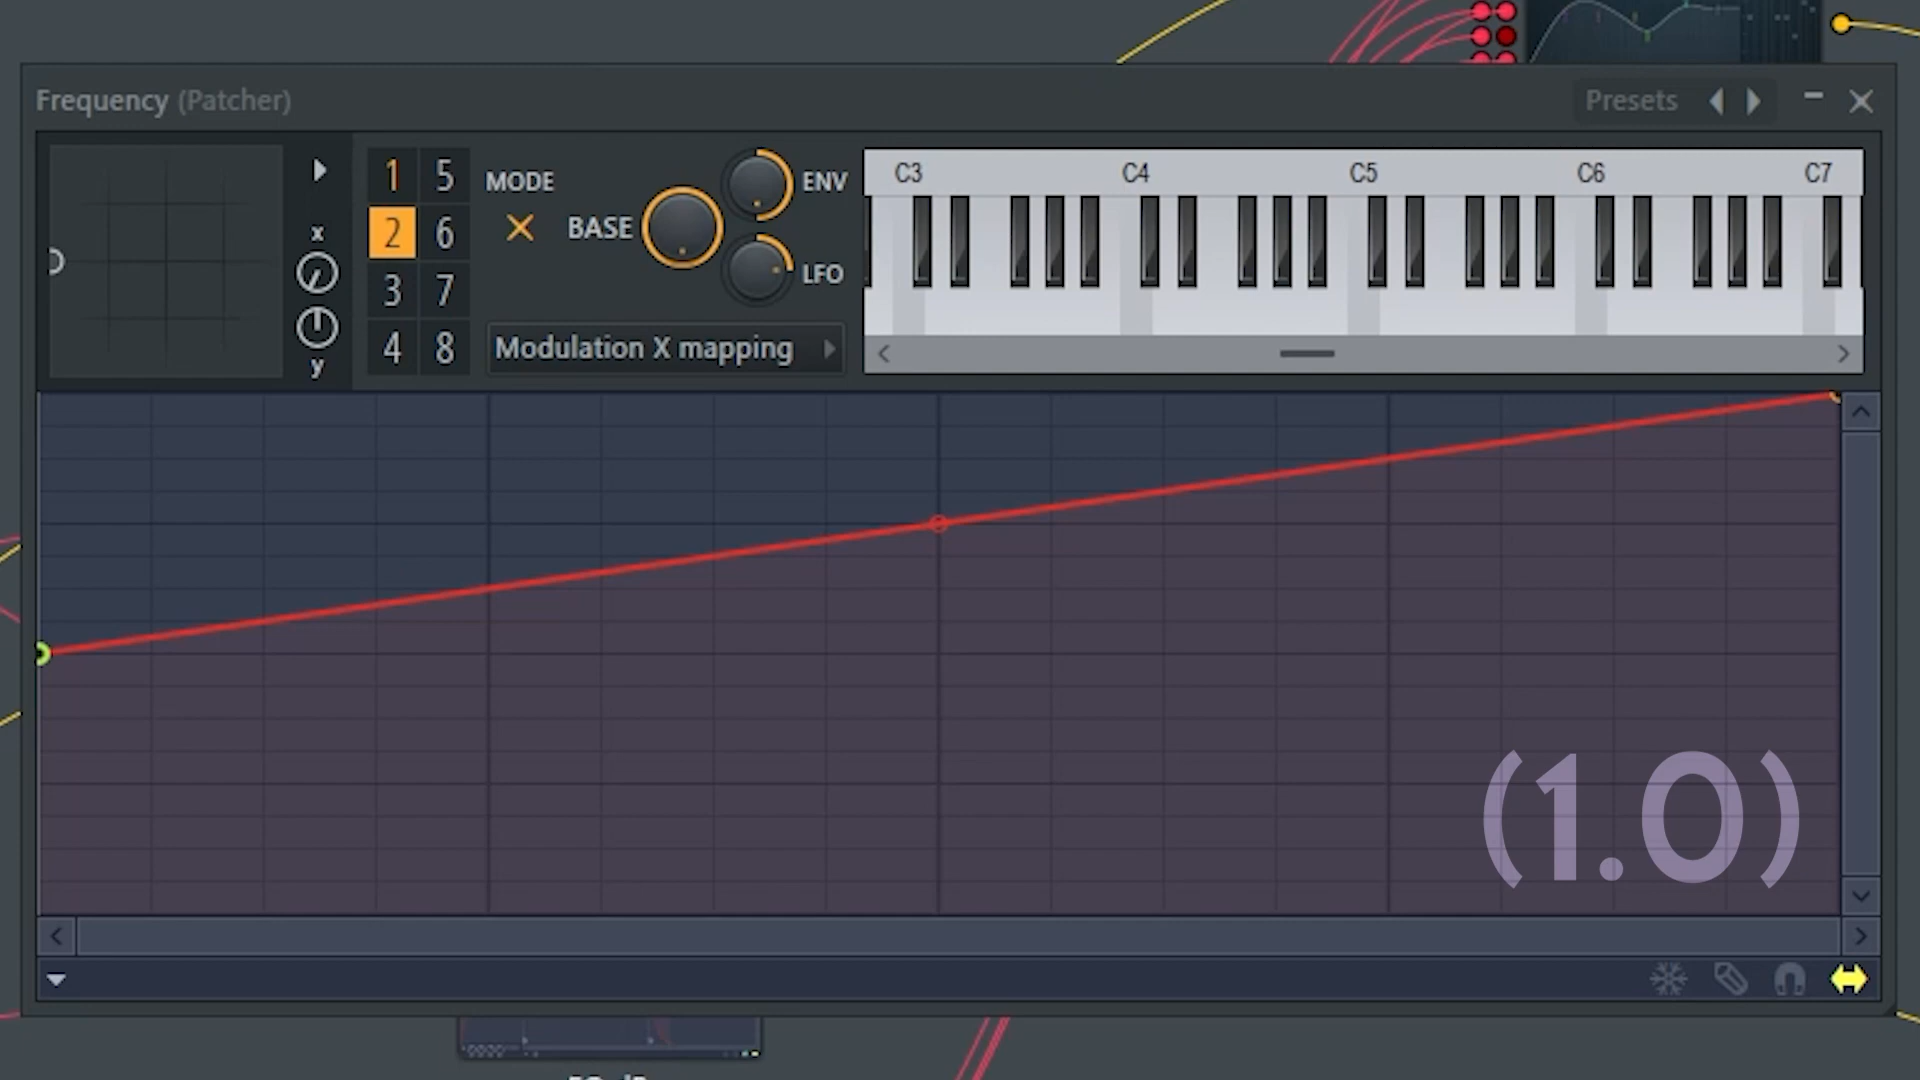 Frequency (Patcher)
Presets
1 5
2 6
3 7
4 8
x
y
MODE
BASE
ENV
LFO
Modulation X mapping
C3 C4 C5 C6 C7
(1.0)